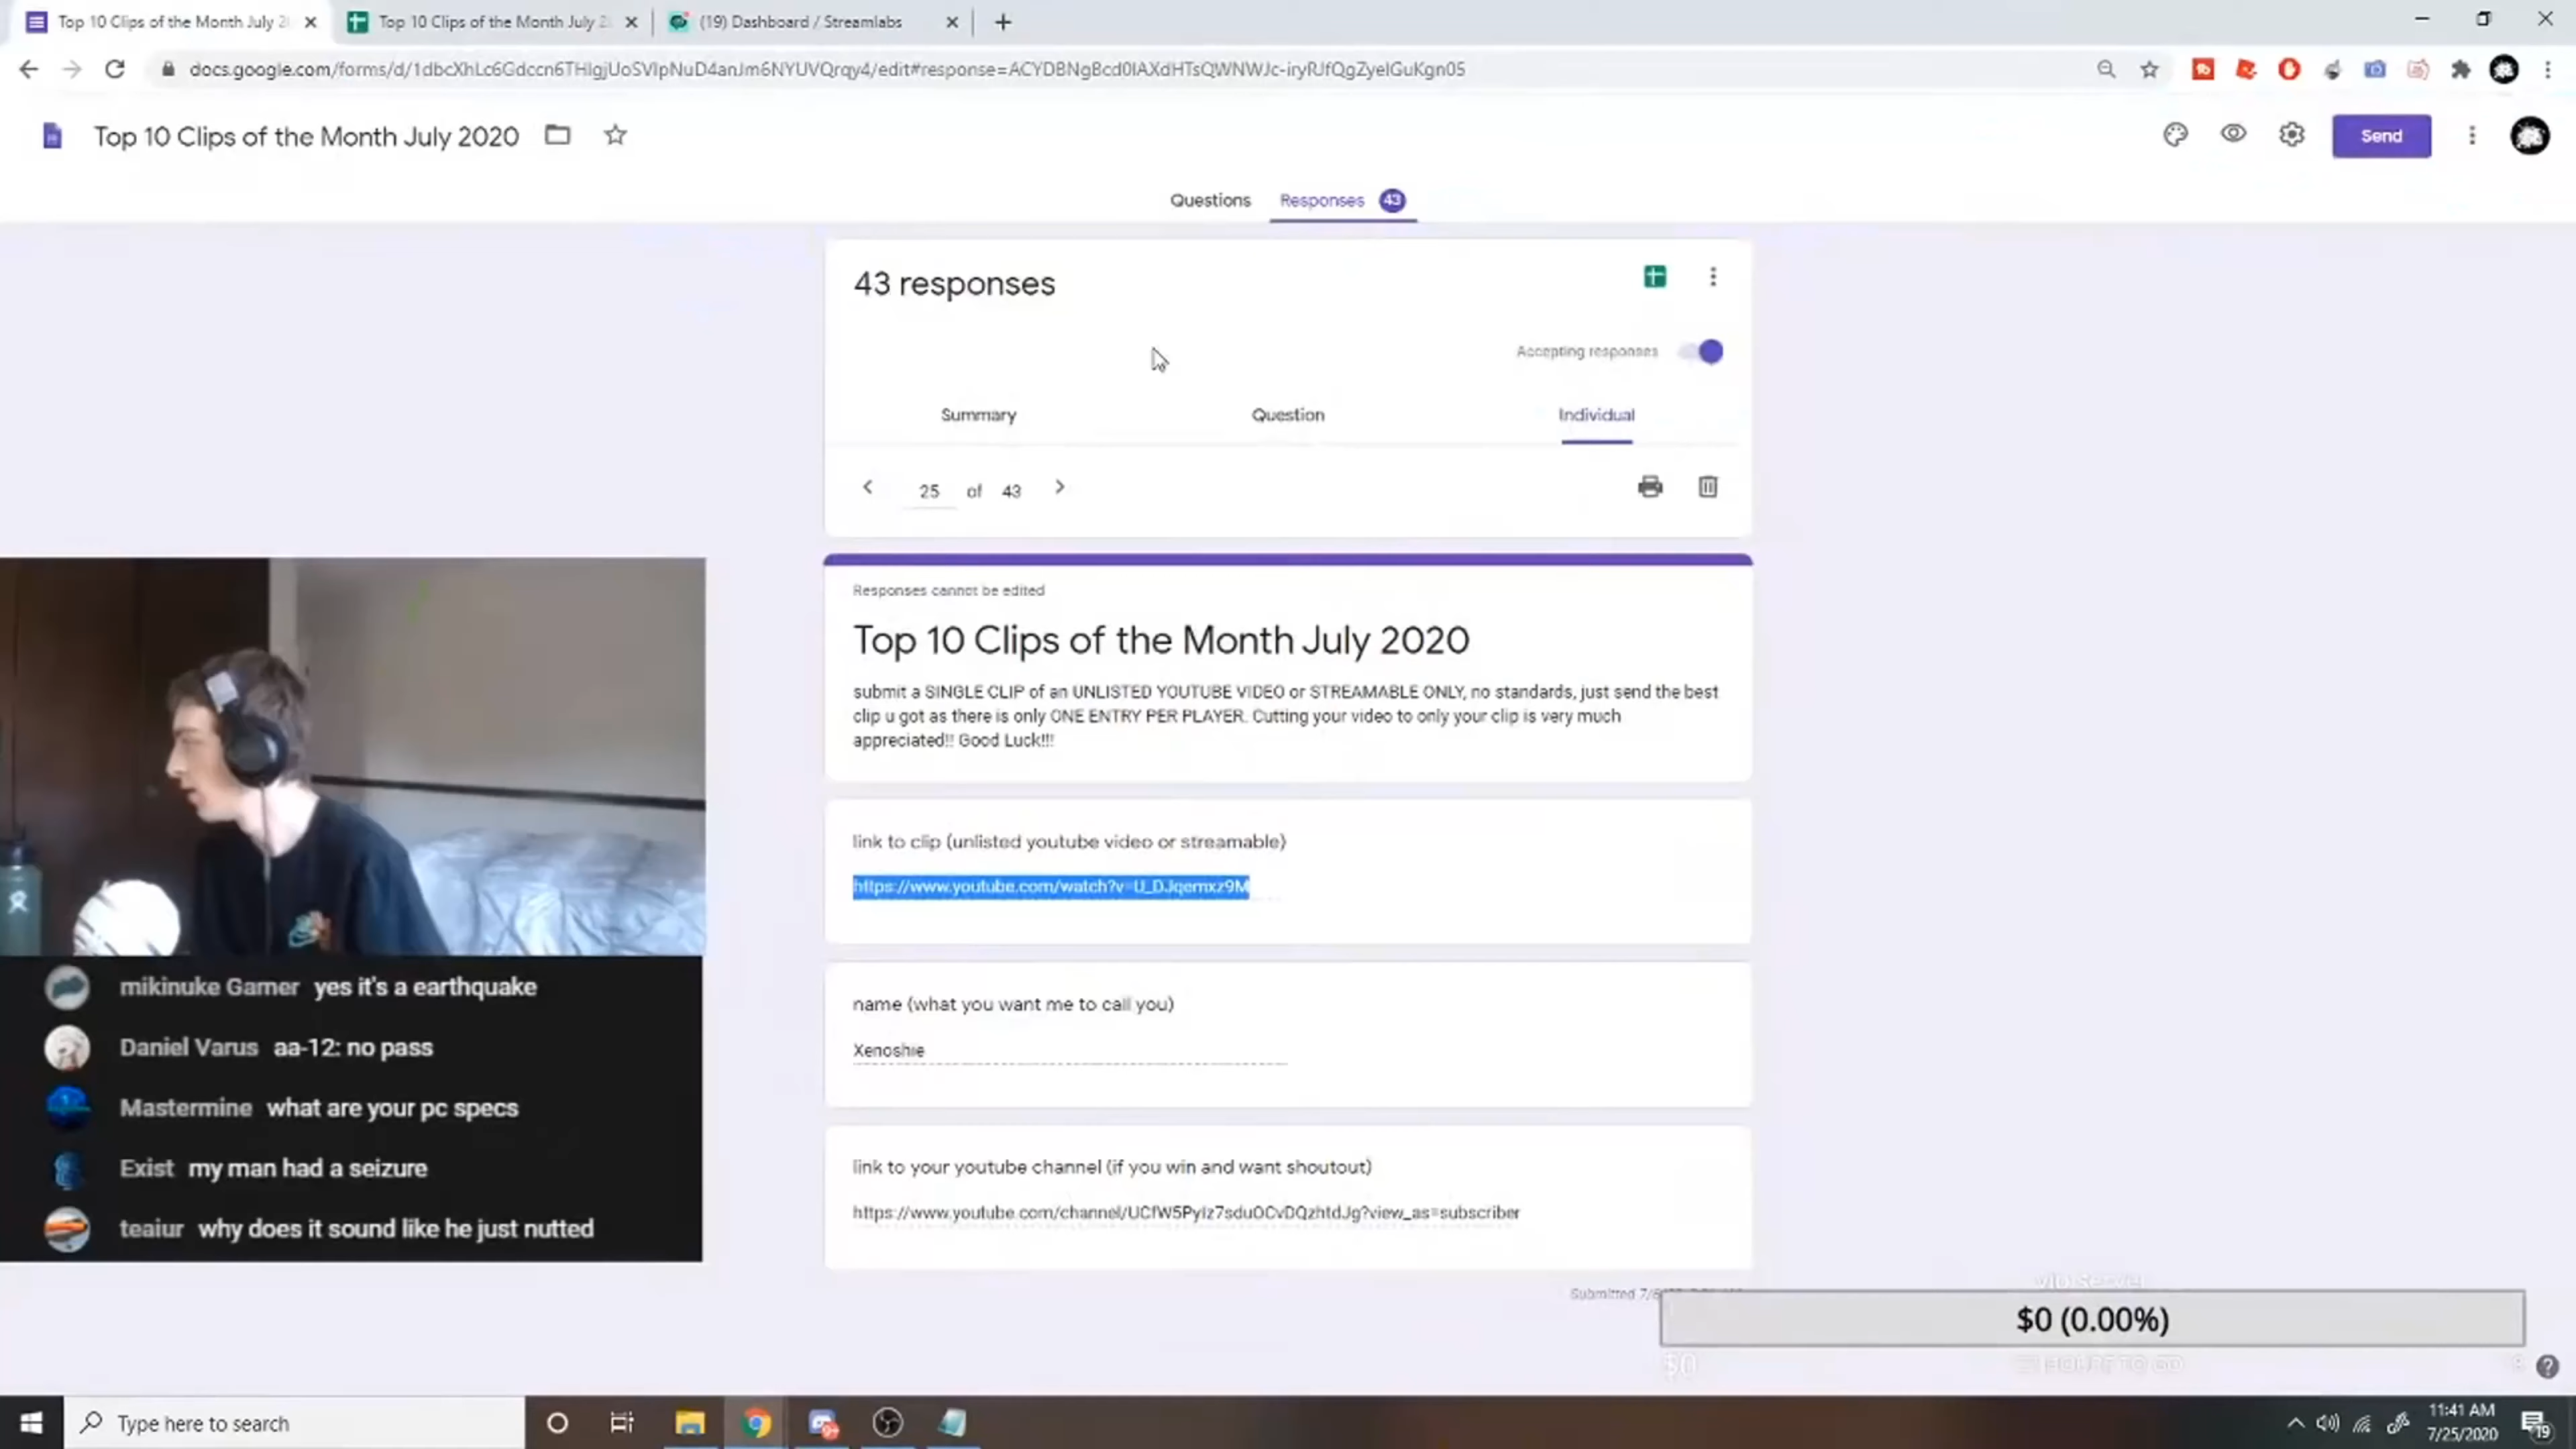 Top 10 Clips of the Month July 2
Top 10 Clips of the Month July 2
(19) Dashboard / Streamlabs
docs.google.com/forms/d/1dbcXhLc6Gdccn6THIgjUoSVIpNuD4anJm6NYUVQrqy4/edit#response=ACYDBNgBcd0IAXdHTsQWNWJc-iryRJfQgZyeIGuKgn05
Top 10 Clips of the Month July 2020
Send
Questions Responses 43
43 responses
Accepting responses
Summary Question Individual
25 of 43
Responses cannot be edited
Top 10 Clips of the Month July 2020
submit a SINGLE CLIP of an UNLISTED YOUTUBE VIDEO or STREAMABLE ONLY, no standards, just send the best
clip u got as there is only ONE ENTRY PER PLAYER. Cutting your video to only your clip is very much
appreciated!! Good Luck!!!
link to clip (unlisted youtube video or streamable)
https://www.youtube.com/watch?v=U_DJqemxz9M
name (what you want me to call you)
Xenoshie
link to your youtube channel (if you win and want shoutout)
https://www.youtube.com/channel/UCfW5PyIz7sduOCvDQzhtdJg?view_as=subscriber
Submitted
mikinuke Gamer yes it's a earthquake
Daniel Varus aa-12: no pass
Mastermine what are your pc specs
Exist my man had a seizure
teaiur why does it sound like he just nutted
vip server
$0 (0.00%)
$0
Type here to search
11:41 AM
7/25/2020
19